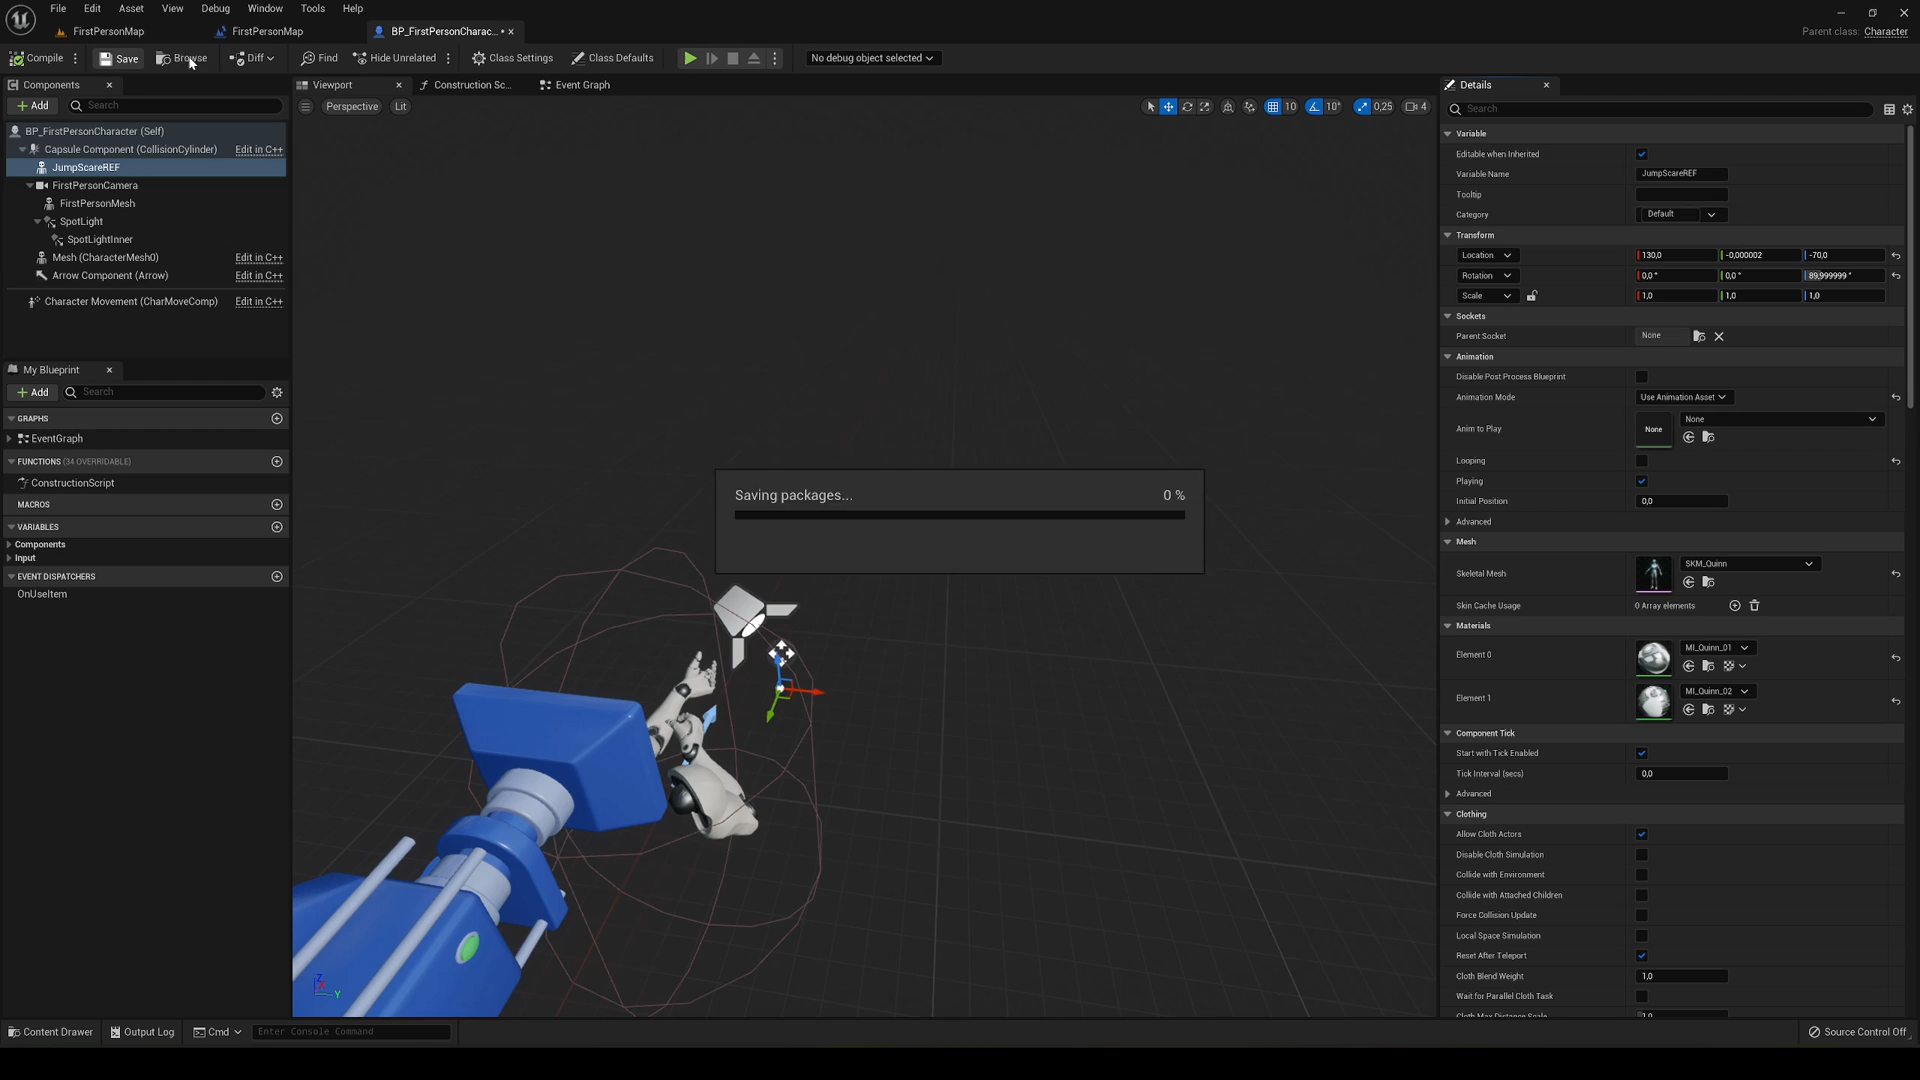 File Edit Asset View Debug Window Tools Help
FirstPersonMap FirstPersonMap BP_FirstPersonCharac... • Parent class: Character
Compile Save Browse Diff Find Hide Unrelated Class Settings Class Defaults No debug object selected
Components Viewport Construction Sc... Event Graph Details
+ Add Search Perspective Lit 10 10° 0,25 4 Search
BP_FirstPersonCharacter (Self) Variable
Capsule Component (CollisionCylinder) Edit in C++ Editable when Inherited
JumpScareREF Variable Name JumpScareREF
FirstPersonCamera Tooltip
FirstPersonMesh Category Default
SpotLight Transform
SpotLightInner Location 130,0 -0,000002 -70,0
Mesh (CharacterMesh0) Edit in C++ Rotation 0,0 ° 0,0 ° 89,999999 °
Arrow Component (Arrow) Edit in C++ Scale 1,0 1,0 1,0
Character Movement (CharMoveComp) Edit in C++ Sockets
Parent Socket None
My Blueprint Animation
+ Add Search Disable Post Process Blueprint
GRAPHS Animation Mode Use Animation Asset
EventGraph Anim to Play None None
FUNCTIONS (34 OVERRIDABLE) Looping
ConstructionScript Playing
MACROS Initial Position 0,0
VARIABLES Advanced
Components Mesh
Input Skeletal Mesh SKM_Quinn
EVENT DISPATCHERS Skin Cache Usage 0 Array elements
OnUseItem Materials
Saving packages... 0 %
Element 0 MI_Quinn_01
Element 1 MI_Quinn_02
Component Tick
Start with Tick Enabled
Tick Interval (secs) 0,0
Advanced
Clothing
Allow Cloth Actors
Disable Cloth Simulation
Collide with Environment
Collide with Attached Children
Force Collision Update
Local Space Simulation
Reset After Teleport
Cloth Blend Weight 1,0
Wait for Parallel Cloth Task
Cloth Max Distance Scale 1,0
Z X Y
Content Drawer Output Log Cmd Enter Console Command Source Control Off